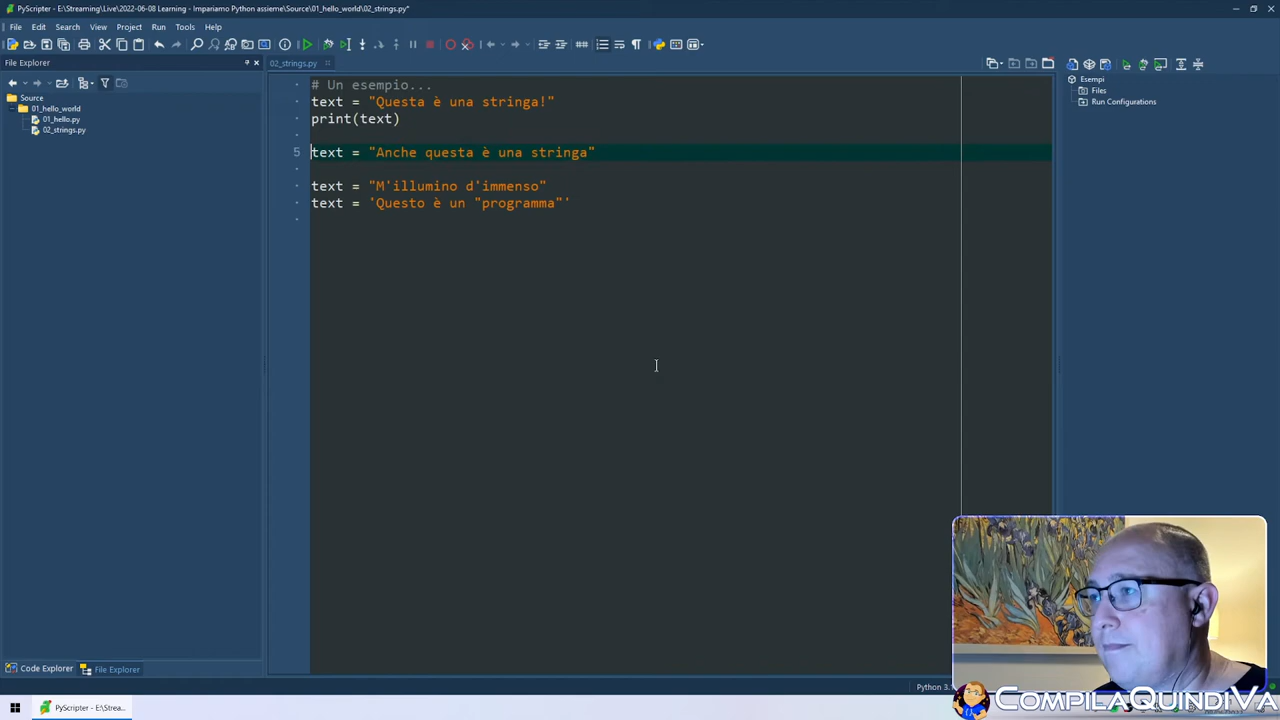 PyScripter - E:\Streaming\Live\2022-06-08 Learning - Impariamo Python assieme\Source\01_hello_world\02_strings.py*
File Edit Search View Project Run Tools Help
File Explorer
02_strings.py
Source
01_hello_world
01_hello.py
02_strings.py
# Un esempio...
text = "Questa è una stringa!"
print(text)
5 text = "Anche questa è una stringa"
text = "M'illumino d'immenso"
text = 'Questo è un "programma"'
Esempi
Files
Run Configurations
Code Explorer File Explorer
Python 3.
PyScripter - E:\Strea...
COMPILAQUINDIVA